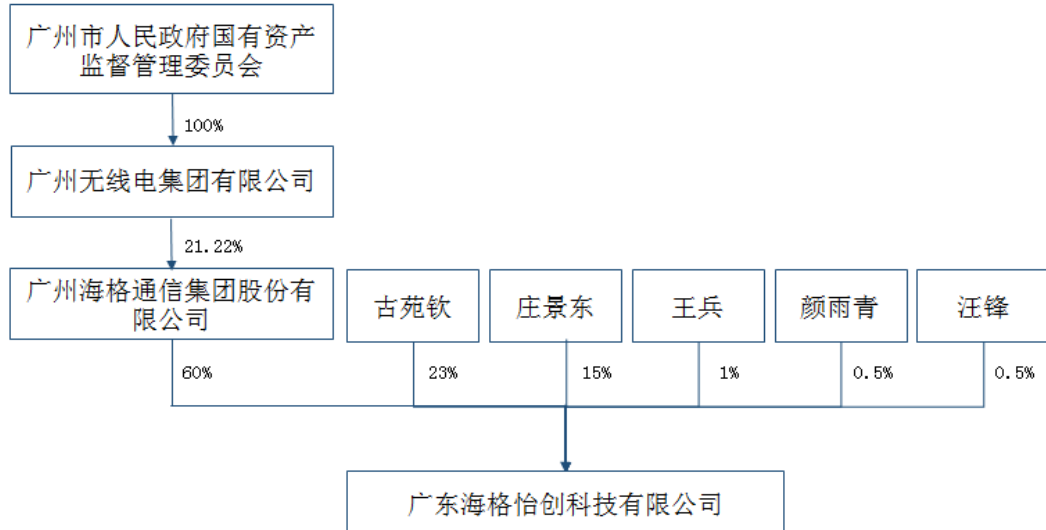 广州市人民政府国有资产
监督管理委员会
100%
广州无线电集团有限公司
21.22%
广州海格通信集团股份有
限公司
古苑钦
庄景东
王兵
颜雨青
汪锋
60%
23%
15%
1%
0.5%
0.5%
广东海格怡创科技有限公司